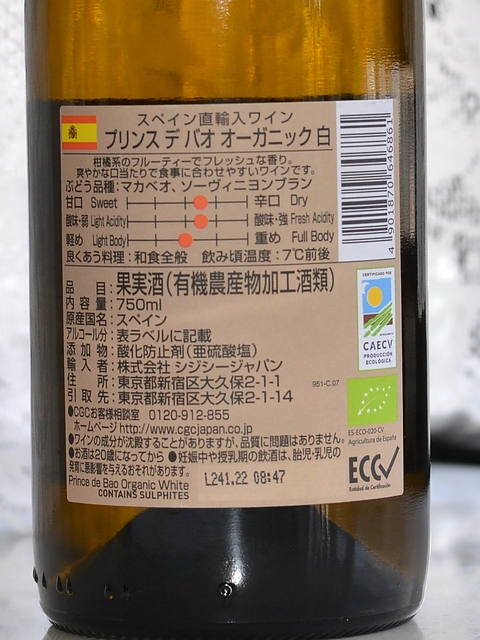 スペイン直輸入ワイン
プリンス デ バオ オーガニック 白
柑橘系のフルーティーでフレッシュな香り。
爽やかな口当たりで食事に合わせやすいワインです。
ぶどう品種：マカベオ、ソーヴィニヨンブラン
甘口 Sweet 辛口 Dry
酸味・弱 Light Acidity 酸味・強 Fresh Acidity
軽め Light Body 重め Full Body
良くあう料理：和食全般 飲み頃温度：7℃前後
4 901870 646861
品目：果実酒（有機農産物加工酒類）
内容量：750ml
原産国名：スペイン
アルコール分：表ラベルに記載
添加物：酸化防止剤（亜硫酸塩）
輸入者：株式会社 シジシージャパン
住所：東京都新宿区大久保2-1-1
引取先：東京都新宿区大久保2-1-14
951-C.07
●CGCお客様相談室 0120-912-855
ホームページ http://www.cgcjapan.co.jp
●ワインの成分が沈殿することがありますが、品質に問題はありません。
●お酒は20歳になってから ●妊娠中や授乳期の飲酒は、胎児・乳児の
発育に悪影響を与えるおそれがあります。
Prince de Bao Organic White
CONTAINS SULPHITES
L241.22 08:47
CERTIFICADO POR
CAECV
PRODUCCIÓN
ECOLÓGICA
ES-ECO-020-CV
Agricultura de España
ECCV
Entidad de Certificación